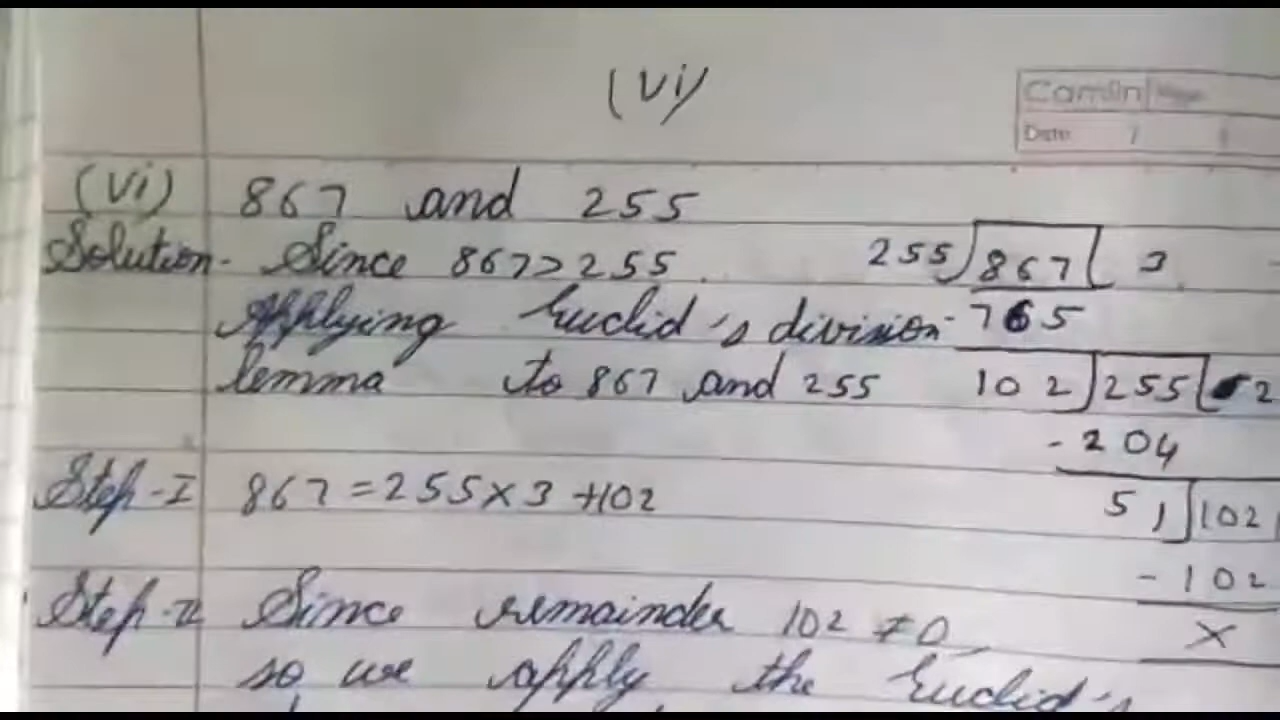 (vi)
Camlin
Date / /
(vi) 867 and 255
Solution- Since 867>255 255)867( 3
Applying Euclid's division- 765
lemma to 867 and 255 102)255(2
-204
Step-I 867=255×3+102 51)102
-102
Step-II Since remainder 102≠0 ×
so we apply the Euclid's